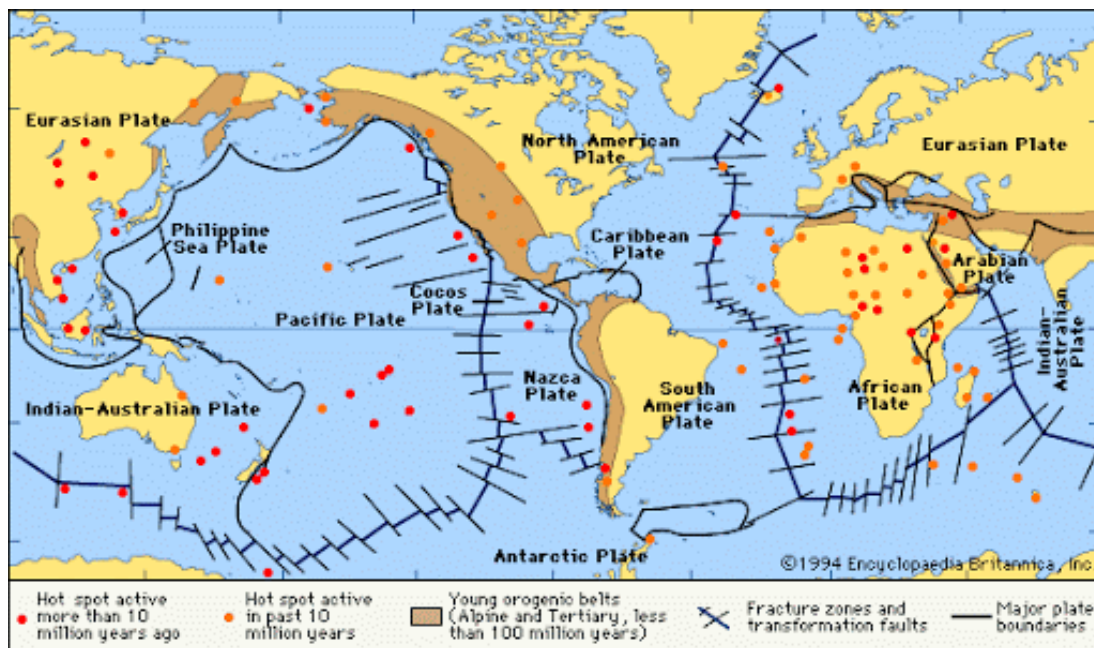 Eurasian Plate
North American
Plate
Eurasian Plate
Philippine
Sea Plate
Caribbean
Plate
Arabian
Plate
Cocos
Plate
Pacific Plate
Indian-
Australian
Plate
Nazca
Plate
South
American
Plate
African
Plate
Indian-Australian Plate
Antarctic Plate
©1994 Encyclopaedia Britannica, Inc.
Hot spot active
more than 10
million years ago
Hot spot active
in past 10
million years
Young orogenic belts
(Alpine and Tertiary, less
than 100 million years)
Fracture zones and
transformation faults
Major plate
boundaries